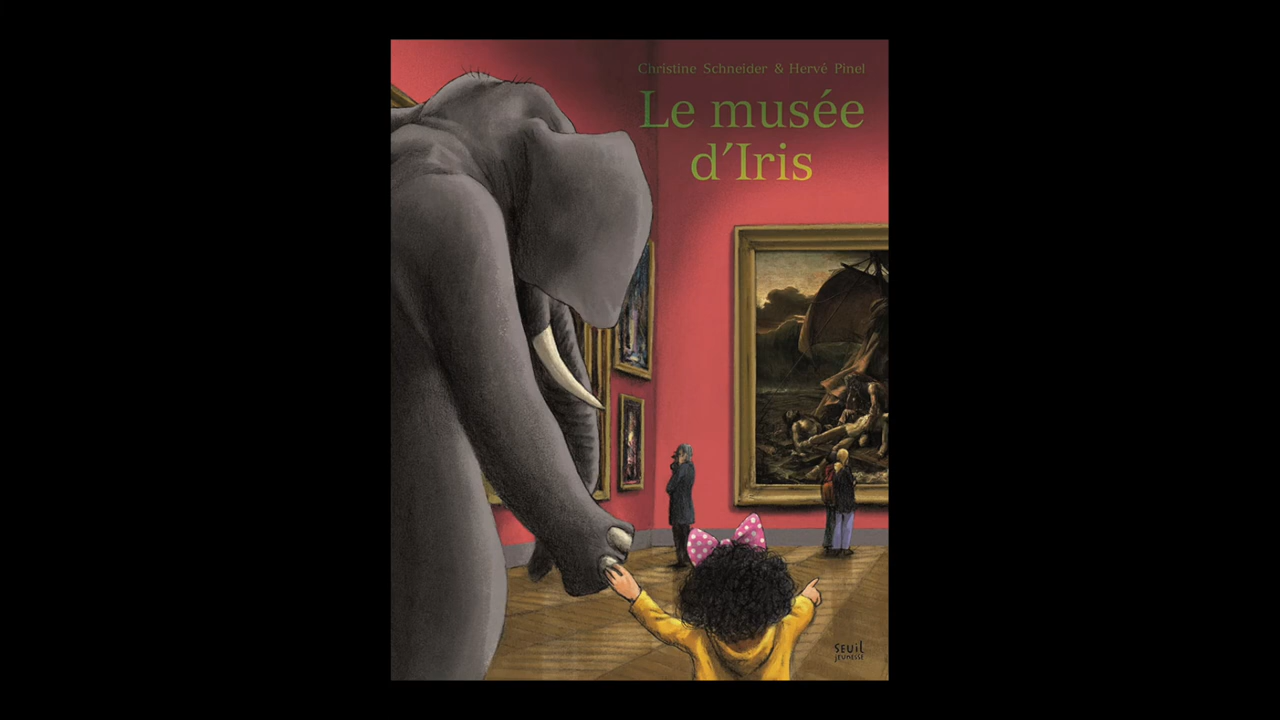 Christine Schneider & Hervé Pinel
Le musée
d'Iris
SEUIL
JEUNESSE